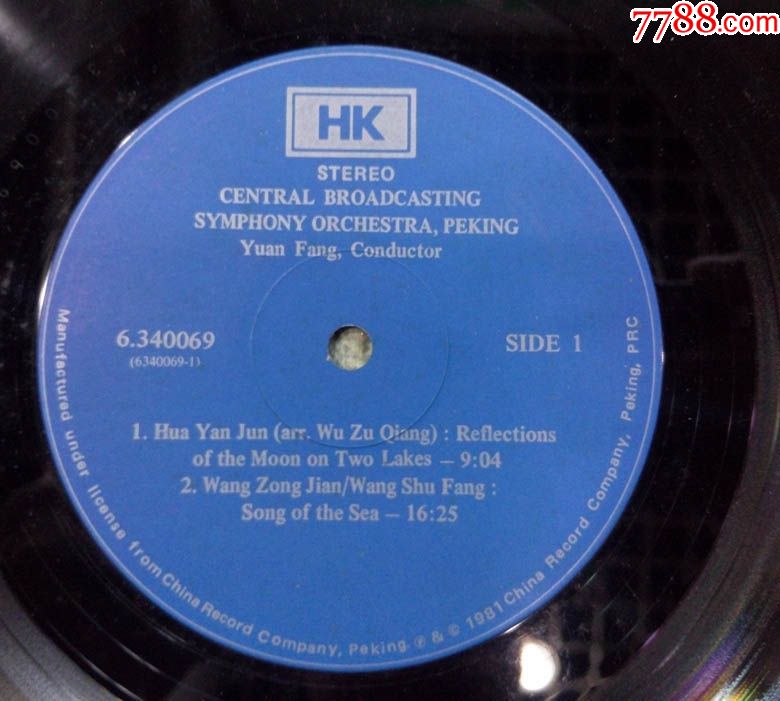 7788.com
HK
STEREO
CENTRAL BROADCASTING
SYMPHONY ORCHESTRA, PEKING
Yuan Fang, Conductor
6.340069
(6340069-1)
SIDE 1
1. Hua Yan Jun (arr. Wu Zu Qiang) : Reflections
of the Moon on Two Lakes – 9:04
2. Wang Zong Jian/Wang Shu Fang :
Song of the Sea – 16:25
Manufactured under license from China Record Company, Peking. ℗ & © 1981 China Record Company, Peking, PRC